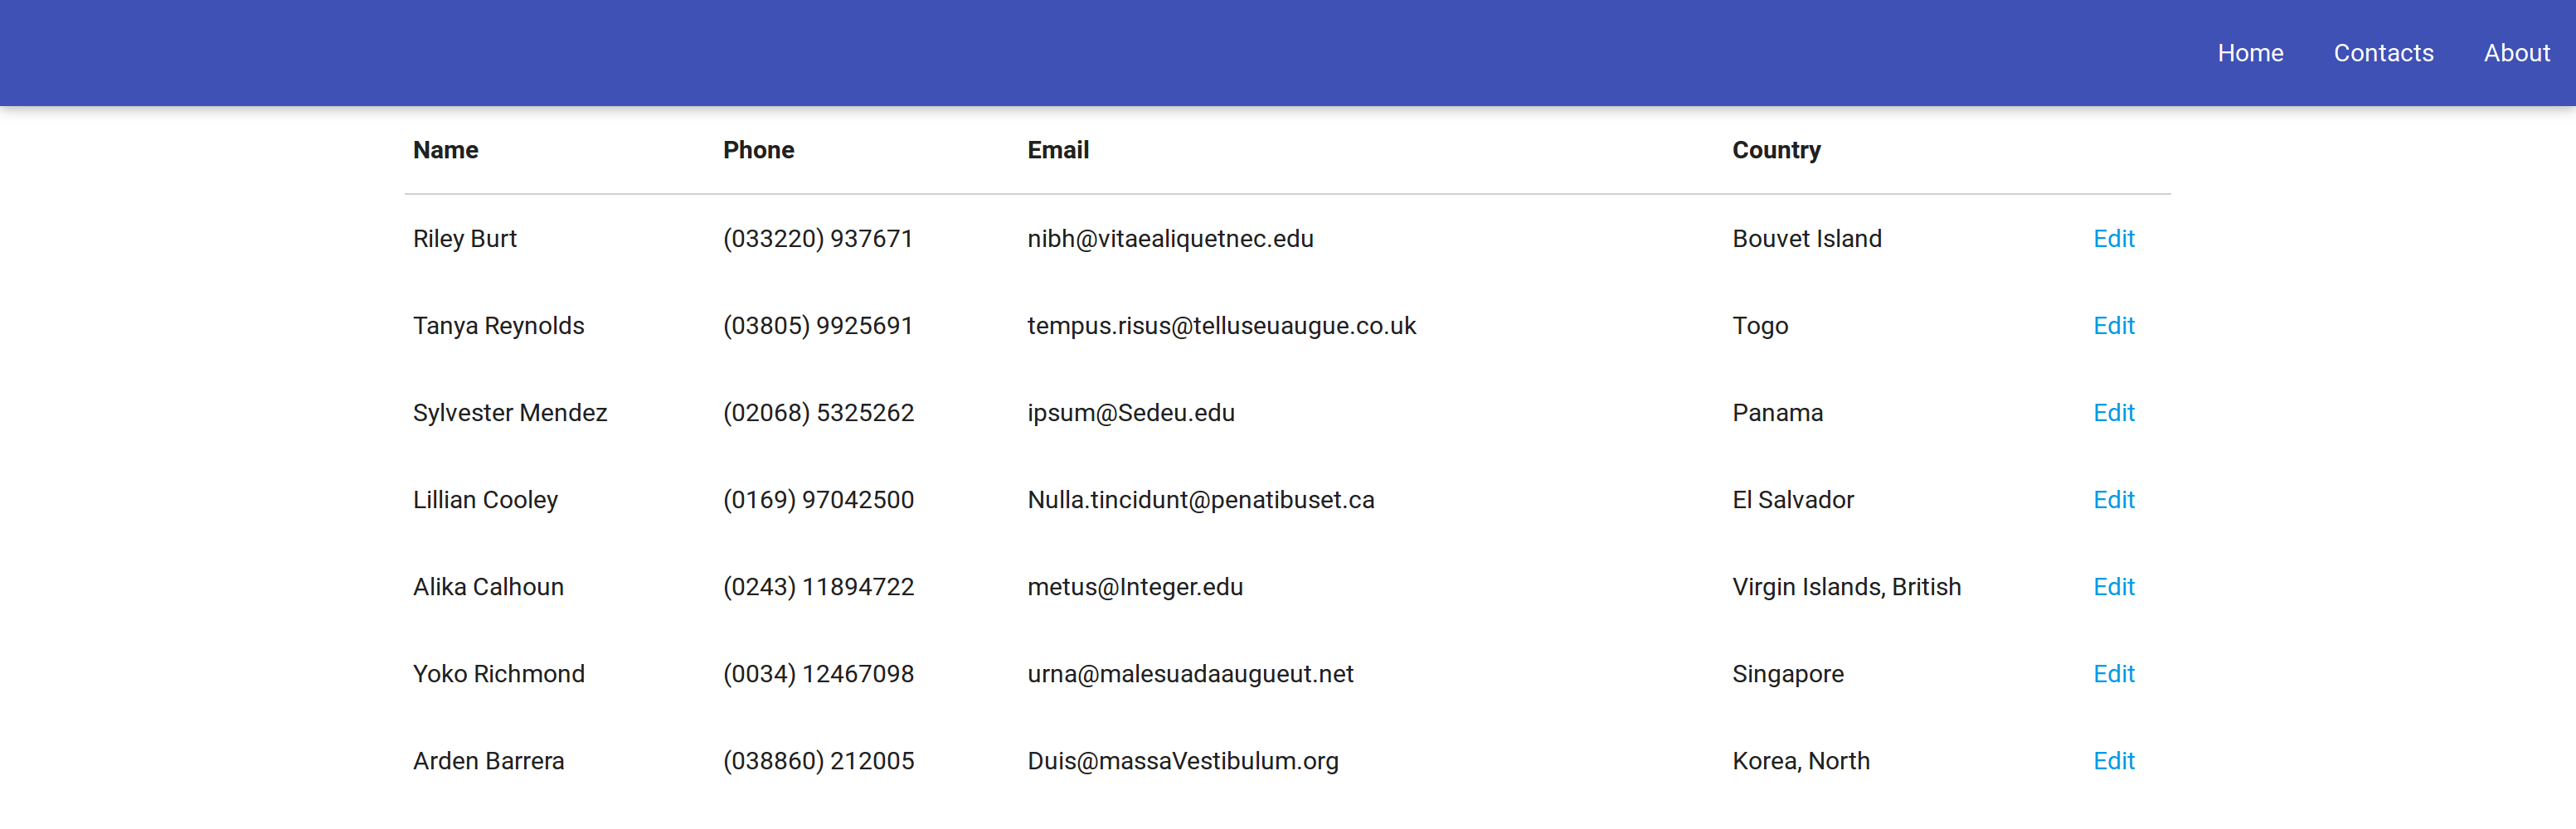 Home Contacts About
Name Phone Email Country
Riley Burt (033220) 937671 nibh@vitaealiquetnec.edu Bouvet Island Edit
Tanya Reynolds (03805) 9925691 tempus.risus@telluseuaugue.co.uk Togo Edit
Sylvester Mendez (02068) 5325262 ipsum@Sedeu.edu Panama Edit
Lillian Cooley (0169) 97042500 Nulla.tincidunt@penatibuset.ca El Salvador Edit
Alika Calhoun (0243) 11894722 metus@Integer.edu Virgin Islands, British Edit
Yoko Richmond (0034) 12467098 urna@malesuadaaugueut.net Singapore Edit
Arden Barrera (038860) 212005 Duis@massaVestibulum.org Korea, North Edit